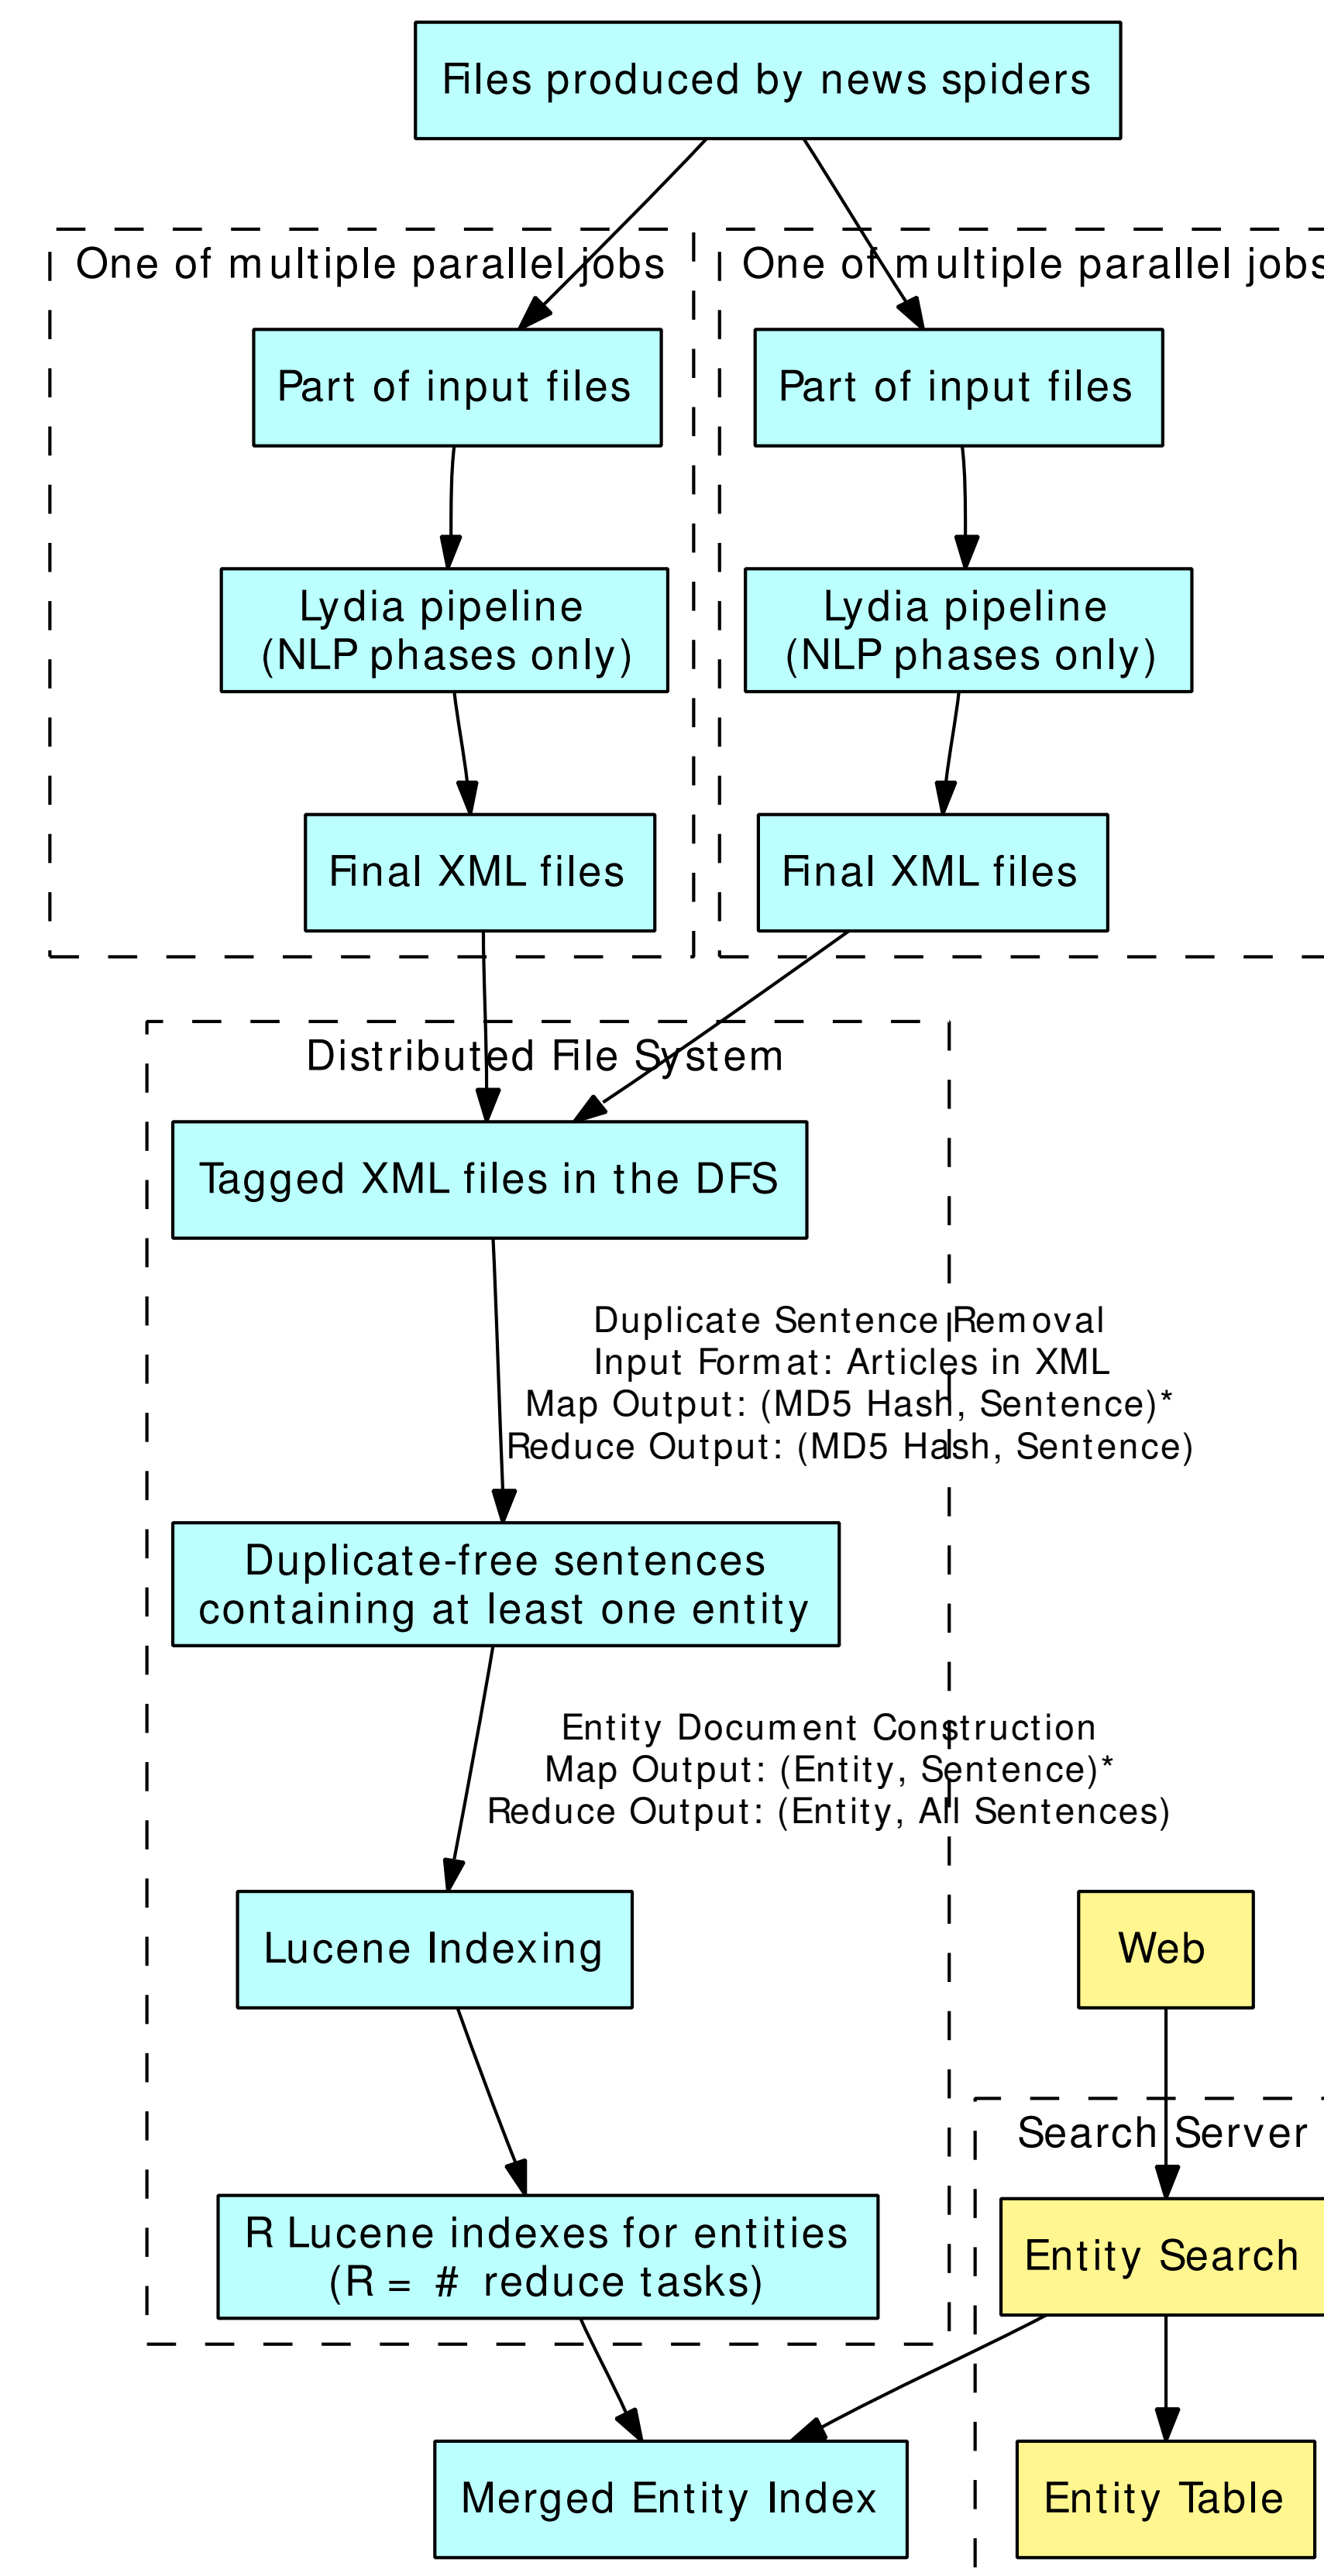 Files produced by news spiders
One of multiple parallel jobs
One of multiple parallel jobs
Part of input files
Part of input files
Lydia pipeline
(NLP phases only)
Lydia pipeline
(NLP phases only)
Final XML files
Final XML files
Distributed File System
Tagged XML files in the DFS
Duplicate Sentence Removal
Input Format: Articles in XML
Map Output: (MD5 Hash, Sentence)*
Reduce Output: (MD5 Hash, Sentence)
Duplicate-free sentences
containing at least one entity
Entity Document Construction
Map Output: (Entity, Sentence)*
Reduce Output: (Entity, All Sentences)
Lucene Indexing
Web
Search Server
R Lucene indexes for entities
(R = # reduce tasks)
Entity Search
Merged Entity Index
Entity Table